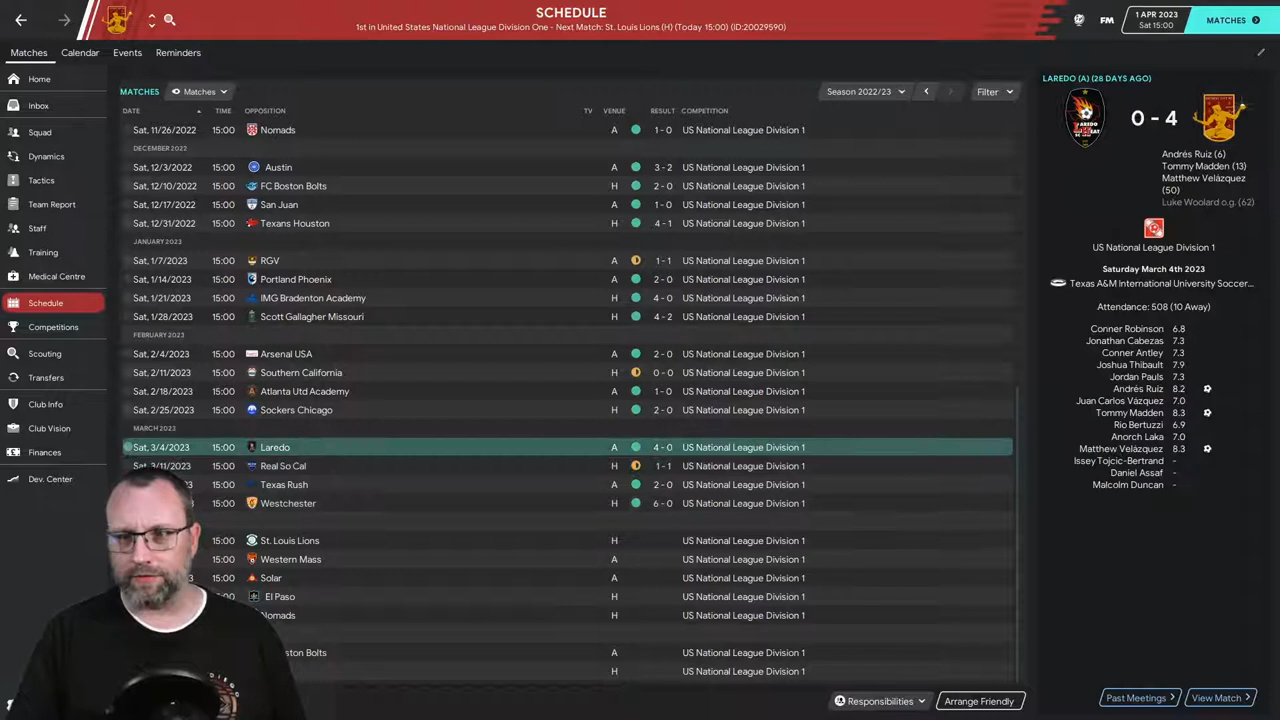 SCHEDULE
1st in United States National League Division One - Next Match: St. Louis Lions (H) (Today 15:00) (ID:20029590)
FM
1 APR 2023
Sat 15:00
MATCHES
Matches
Calendar
Events
Reminders
Home
Inbox
Squad
Dynamics
Tactics
Team Report
Staff
Training
Medical Centre
Schedule
Competitions
Scouting
Transfers
Club Info
Club Vision
Finances
Dev. Center
MATCHES Matches Season 2022/23 Filter
DATE TIME OPPOSITION TV VENUE RESULT COMPETITION
Sat, 11/26/2022 15:00 Nomads A 1 - 0 US National League Division 1
DECEMBER 2022
Sat, 12/3/2022 15:00 Austin A 3 - 2 US National League Division 1
Sat, 12/10/2022 15:00 FC Boston Bolts H 2 - 0 US National League Division 1
Sat, 12/17/2022 15:00 San Juan A 1 - 0 US National League Division 1
Sat, 12/31/2022 15:00 Texans Houston H 4 - 1 US National League Division 1
JANUARY 2023
Sat, 1/7/2023 15:00 RGV A 1 - 1 US National League Division 1
Sat, 1/14/2023 15:00 Portland Phoenix H 2 - 0 US National League Division 1
Sat, 1/21/2023 15:00 IMG Bradenton Academy H 4 - 0 US National League Division 1
Sat, 1/28/2023 15:00 Scott Gallagher Missouri H 4 - 2 US National League Division 1
FEBRUARY 2023
Sat, 2/4/2023 15:00 Arsenal USA A 2 - 0 US National League Division 1
Sat, 2/11/2023 15:00 Southern California H 0 - 0 US National League Division 1
Sat, 2/18/2023 15:00 Atlanta Utd Academy A 1 - 0 US National League Division 1
Sat, 2/25/2023 15:00 Sockers Chicago H 2 - 0 US National League Division 1
MARCH 2023
Sat, 3/4/2023 15:00 Laredo A 4 - 0 US National League Division 1
Sat, 3/11/2023 15:00 Real So Cal H 1 - 1 US National League Division 1
15:00 Texas Rush A 2 - 0 US National League Division 1
15:00 Westchester H 6 - 0 US National League Division 1
15:00 St. Louis Lions H US National League Division 1
15:00 Western Mass A US National League Division 1
15:00 Solar A US National League Division 1
15:00 El Paso H US National League Division 1
Nomads H US National League Division 1
A US National League Division 1
H US National League Division 1
Responsibilities
Arrange Friendly
LAREDO (A) (28 DAYS AGO)
0 - 4
Andrés Ruiz (6)
Tommy Madden (13)
Matthew Velázquez
(50)
Luke Woolard o.g. (62)
US National League Division 1
Saturday March 4th 2023
Texas A&M International University Soccer...
Attendance: 508 (10 Away)
Conner Robinson 6.8
Jonathan Cabezas 7.3
Conner Antley 7.3
Joshua Thibault 7.9
Jordan Pauls 7.3
Andrés Ruiz 8.2
Juan Carlos Vázquez 7.0
Tommy Madden 8.3
Rio Bertuzzi 6.9
Anorch Laka 7.0
Matthew Velázquez 8.3
Issey Tojcic-Bertrand -
Daniel Assaf -
Malcolm Duncan -
Past Meetings
View Match